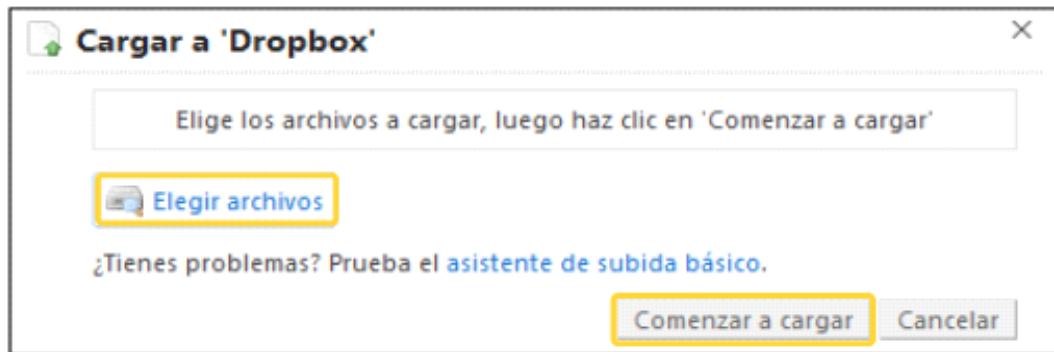 Cargar a 'Dropbox'
Elige los archivos a cargar, luego haz clic en 'Comenzar a cargar'
Elegir archivos
¿Tienes problemas? Prueba el asistente de subida básico.
Comenzar a cargar Cancelar